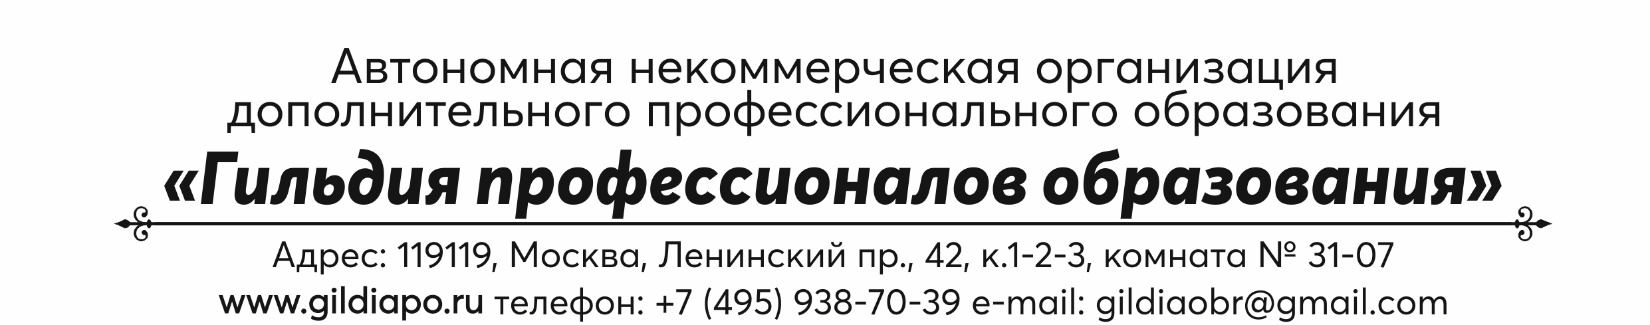 Автономная некоммерческая организация
дополнительного профессионального образования
«Гильдия профессионалов образования»
Адрес: 119119, Москва, Ленинский пр., 42, к.1-2-3, комната № 31-07
www.gildiapo.ru телефон: +7 (495) 938-70-39 e-mail: gildiaobr@gmail.com